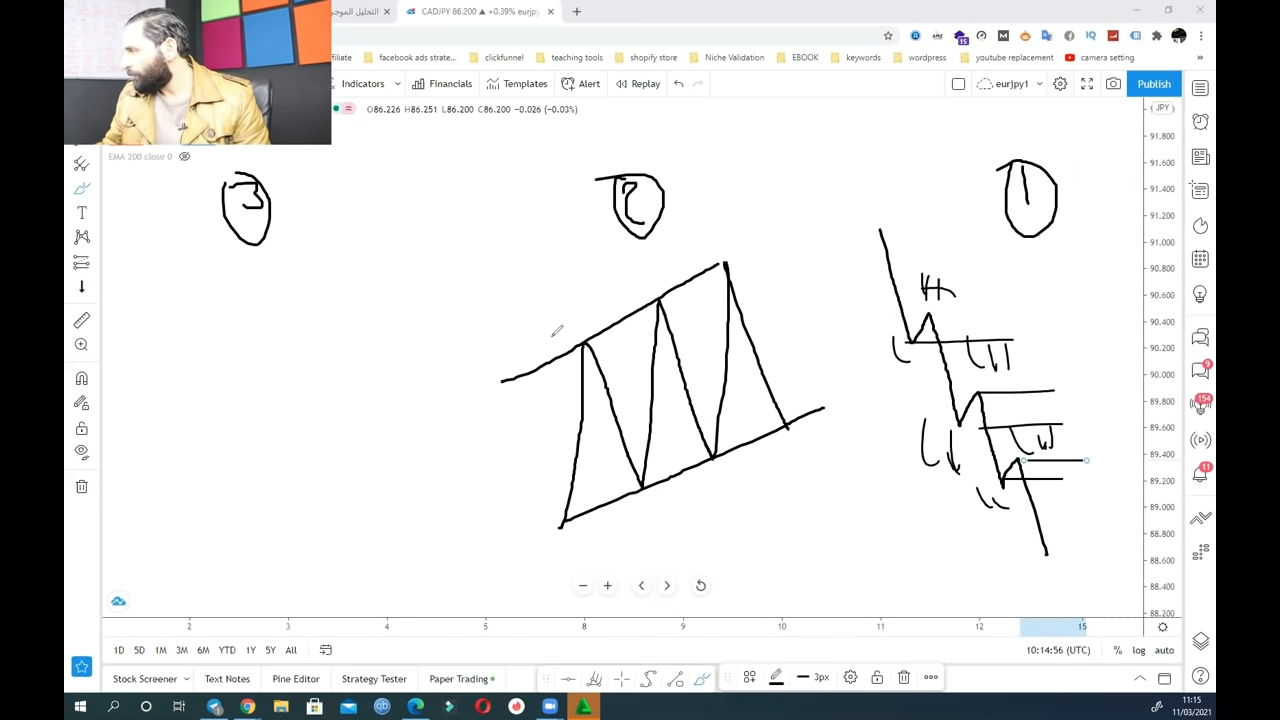 CADJPY 86.200 ▲ +0.39% eurjpy
ffiliate
facebook ads strate...
clickfunnel
teaching tools
shopify store
Niche Validation
EBOOK
keywords
wordpress
youtube replacement
camera setting
Indicators
Financials
Templates
Alert
Replay
eurjpy1
Publish
O86.226 H86.251 L86.200 C86.200 −0.026 (−0.03%)
JPY
EMA 200 close 0
3
2
1
91.800
91.600
91.400
91.200
91.000
90.800
90.600
90.400
90.200
90.000
89.800
89.600
89.400
89.200
89.000
88.800
88.600
88.400
88.200
15
9
154
11
2 3 5 8 9 10 11 12 15
1D 5D 1M 3M 6M YTD 1Y 5Y All
10:14:56 (UTC) % log auto
Stock Screener
Text Notes
Pine Editor
Strategy Tester
Paper Trading
3px
11:15
11/03/2021